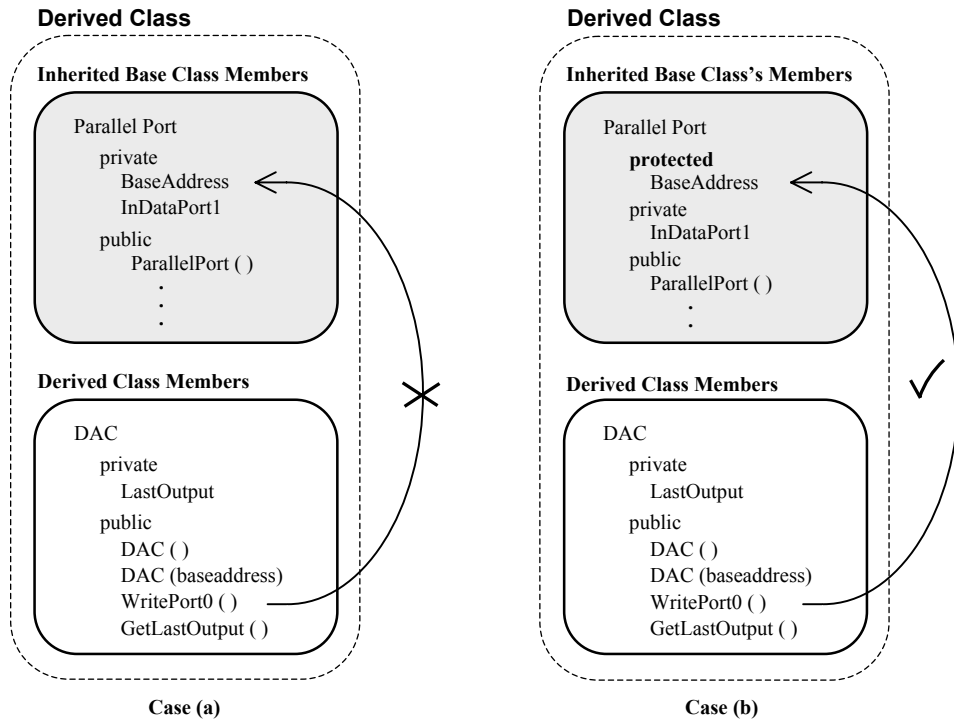 Derived Class
Inherited Base Class Members
Parallel Port
private
BaseAddress
InDataPort1
public
ParallelPort ( )
.
.
.
Derived Class Members
DAC
private
LastOutput
public
DAC ( )
DAC (baseaddress)
WritePort0 ( )
GetLastOutput ( )
Case (a)
Derived Class
Inherited Base Class’s Members
Parallel Port
protected
BaseAddress
private
InDataPort1
public
ParallelPort ( )
.
.
Derived Class Members
DAC
private
LastOutput
public
DAC ( )
DAC (baseaddress)
WritePort0 ( )
GetLastOutput ( )
Case (b)